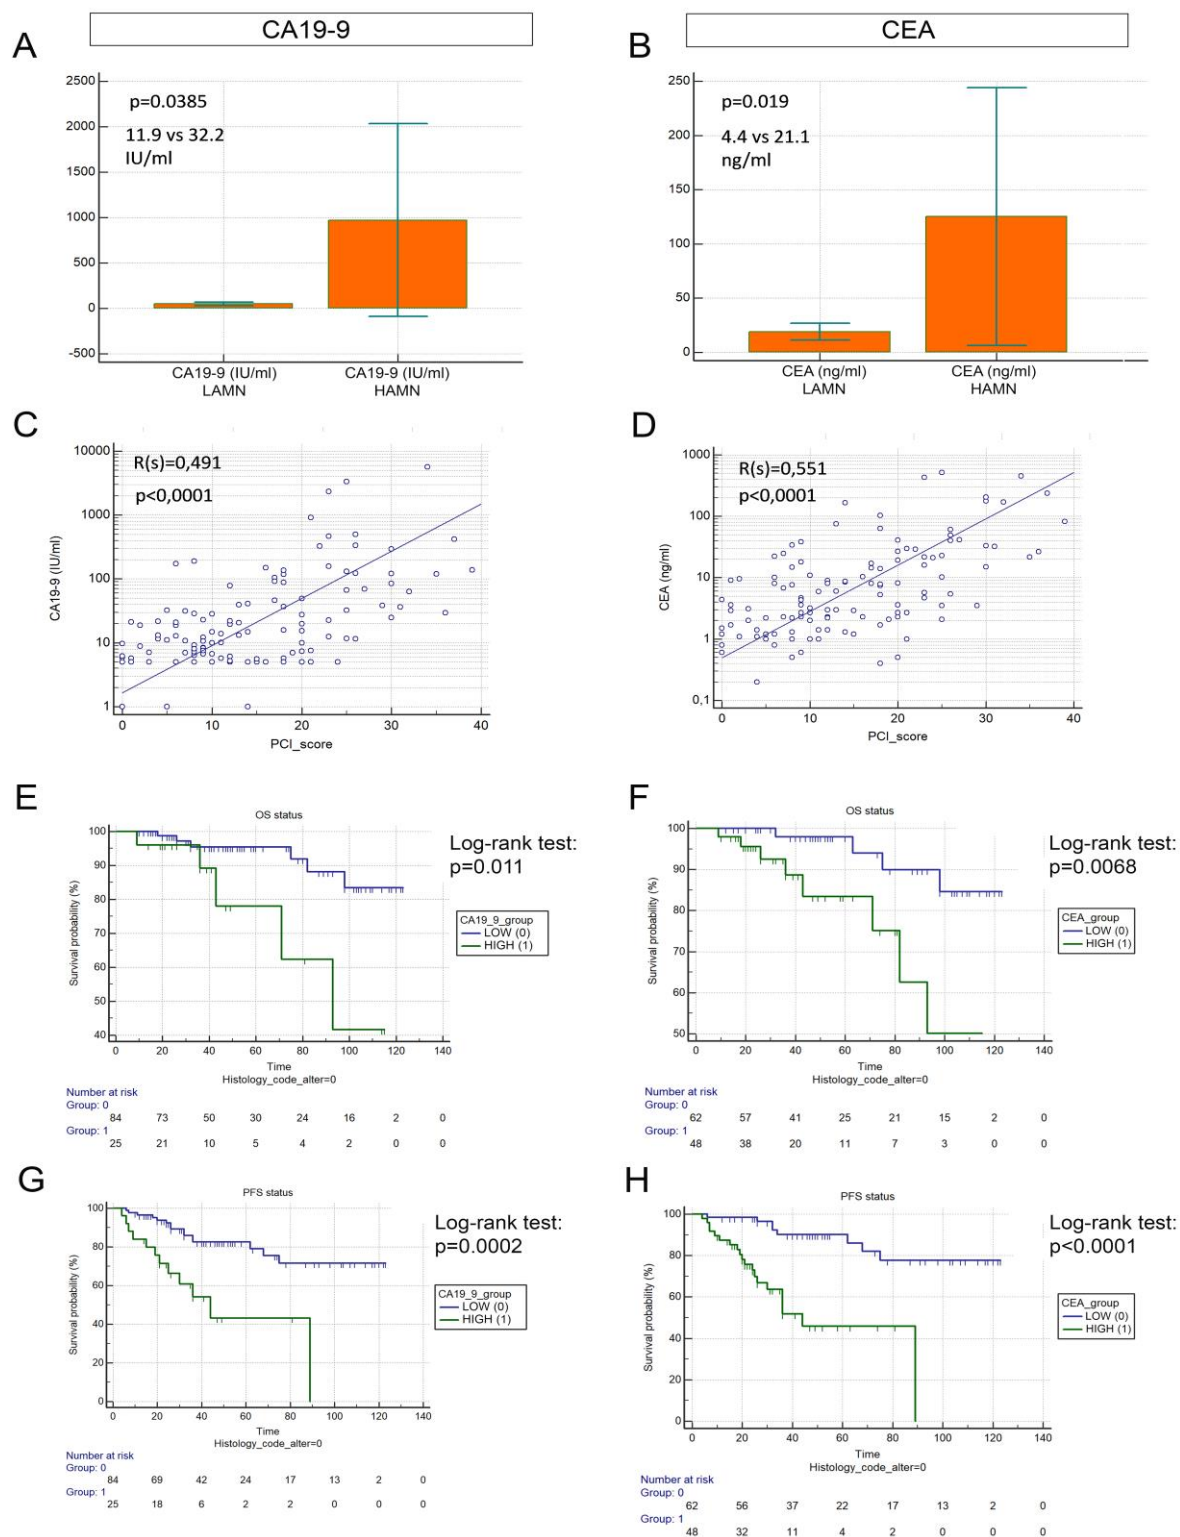 CA19-9
CEA
A
2500
2000
1500
1000
500
0
-500
p=0.0385
11.9 vs 32.2
IU/ml
CA19-9 (IU/ml)
LAMN
CA19-9 (IU/ml)
HAMN
B
250
200
150
100
50
0
p=0.019
4.4 vs 21.1
ng/ml
CEA (ng/ml)
LAMN
CEA (ng/ml)
HAMN
C
CA19-9 (IU/ml)
10000
1000
100
10
1
R(s)=0,491
p<0,0001
0 10 20 30 40
PCI_score
D
CEA (ng/ml)
1000
100
10
1
0,1
R(s)=0,551
p<0,0001
0 10 20 30 40
PCI_score
E
OS status
Survival probability (%)
100
90
80
70
60
50
40
0 20 40 60 80 100 120 140
Time
Histology_code_alter=0
Log-rank test:
p=0.011
CA19_9_group
LOW (0)
HIGH (1)
Number at risk
Group: 0
84 73 50 30 24 16 2 0
Group: 1
25 21 10 5 4 2 0 0
F
OS status
Survival probability (%)
100
90
80
70
60
50
0 20 40 60 80 100 120 140
Time
Histology_code_alter=0
Log-rank test:
p=0.0068
CEA_group
LOW (0)
HIGH (1)
Number at risk
Group: 0
62 57 41 25 21 15 2 0
Group: 1
48 38 20 11 7 3 0 0
G
PFS status
Survival probability (%)
100
80
60
40
20
0
0 20 40 60 80 100 120 140
Time
Histology_code_alter=0
Log-rank test:
p=0.0002
CA19_9_group
LOW (0)
HIGH (1)
Number at risk
Group: 0
84 69 42 24 17 13 2 0
Group: 1
25 18 6 2 2 0 0 0
H
PFS status
Survival probability (%)
100
80
60
40
20
0
0 20 40 60 80 100 120 140
Time
Histology_code_alter=0
Log-rank test:
p<0.0001
CEA_group
LOW (0)
HIGH (1)
Number at risk
Group: 0
62 56 37 22 17 13 2 0
Group: 1
48 32 11 4 2 0 0 0